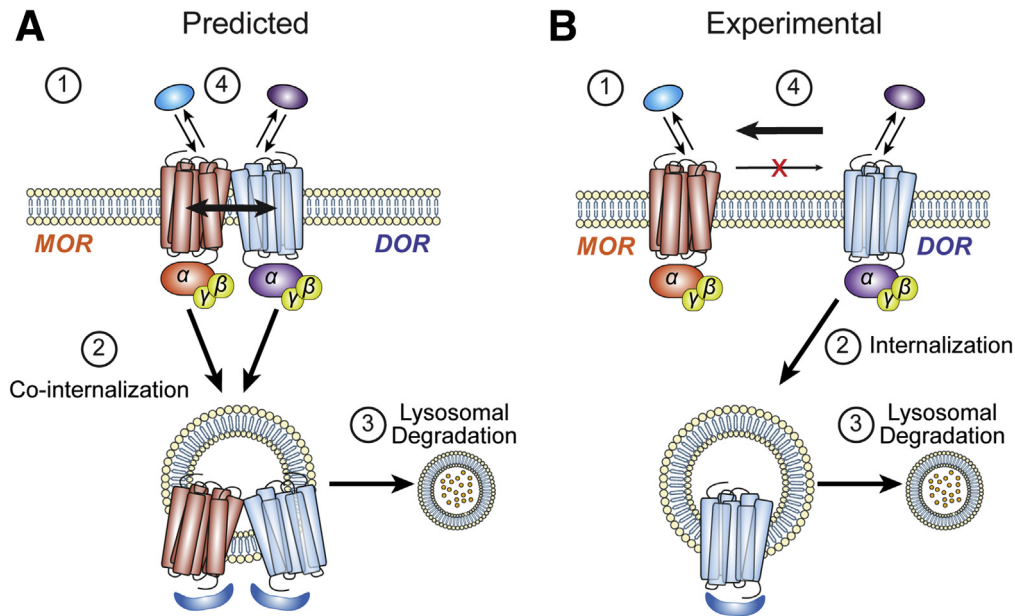 A
Predicted
1
4
MOR
DOR
α
β
γ
α
β
γ
2
Co-internalization
3
Lysosomal
Degradation
B
Experimental
1
4
X
MOR
DOR
α
β
γ
α
β
γ
2
Internalization
3
Lysosomal
Degradation